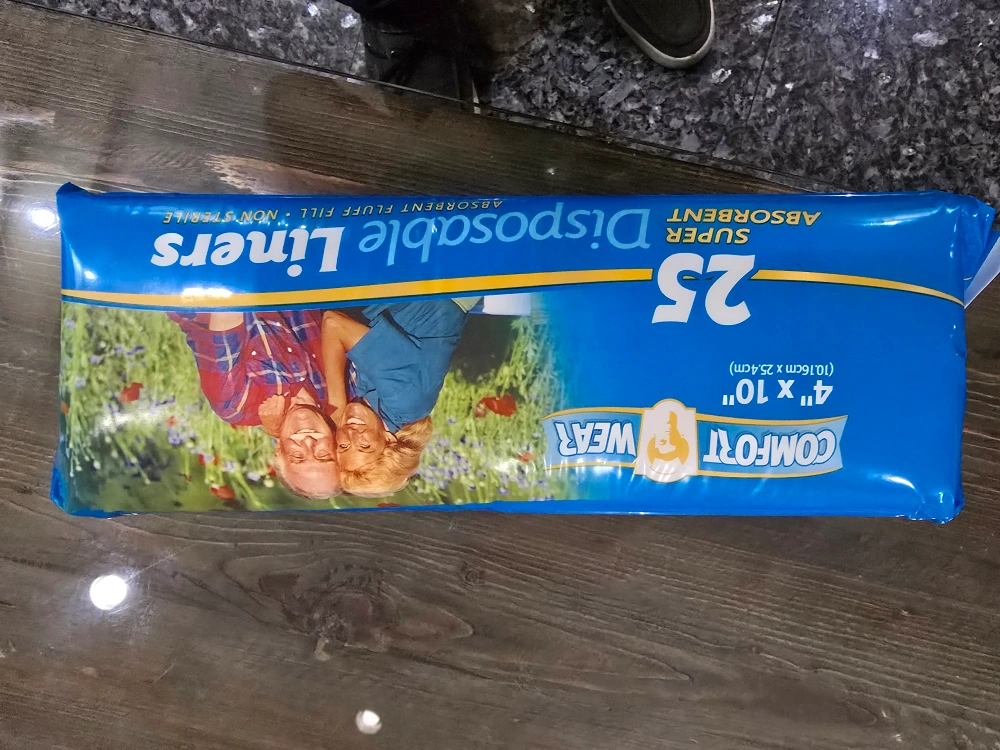 COMFORT WEAR
4" x 10"
(10.16cm x 25.4cm)
25
SUPER
ABSORBENT
Disposable Liners
ABSORBENT FLUFF FILL • NON STERILE